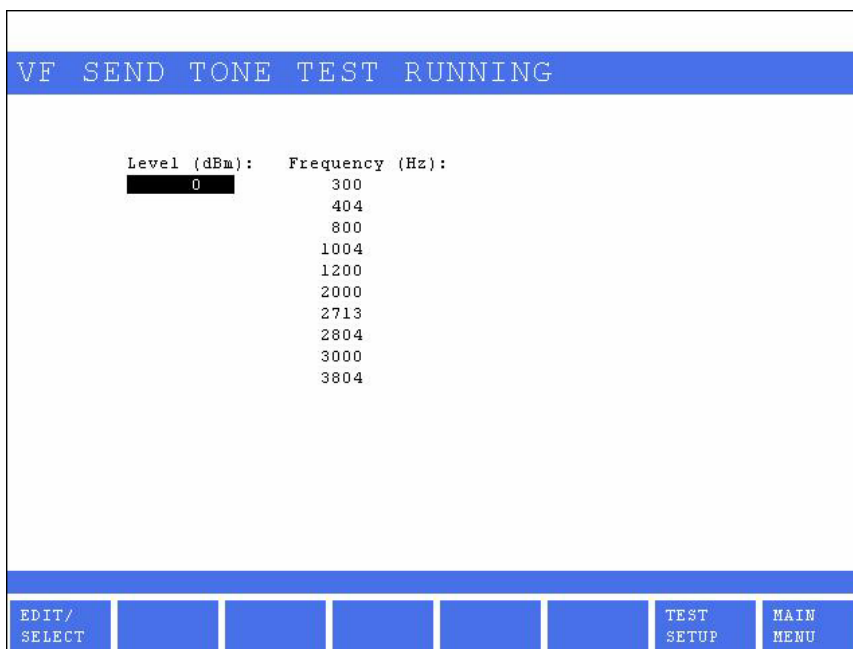 VF SEND TONE TEST RUNNING
Level (dBm): Frequency (Hz):
0 300
404
800
1004
1200
2000
2713
2804
3000
3804
EDIT/ TEST MAIN
SELECT SETUP MENU